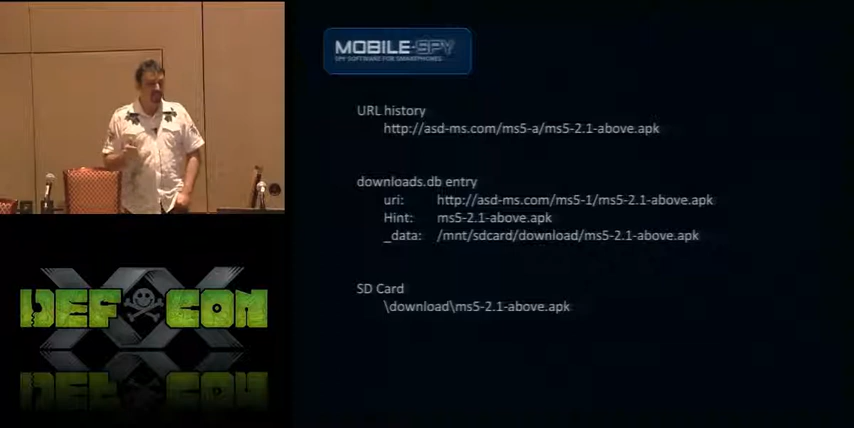 MOBILE-SPY
SPY SOFTWARE FOR SMARTPHONES
URL history
http://asd-ms.com/ms5-a/ms5-2.1-above.apk
downloads.db entry
uri: http://asd-ms.com/ms5-1/ms5-2.1-above.apk
Hint: ms5-2.1-above.apk
_data: /mnt/sdcard/download/ms5-2.1-above.apk
SD Card
\download\ms5-2.1-above.apk
XX
DEF CON